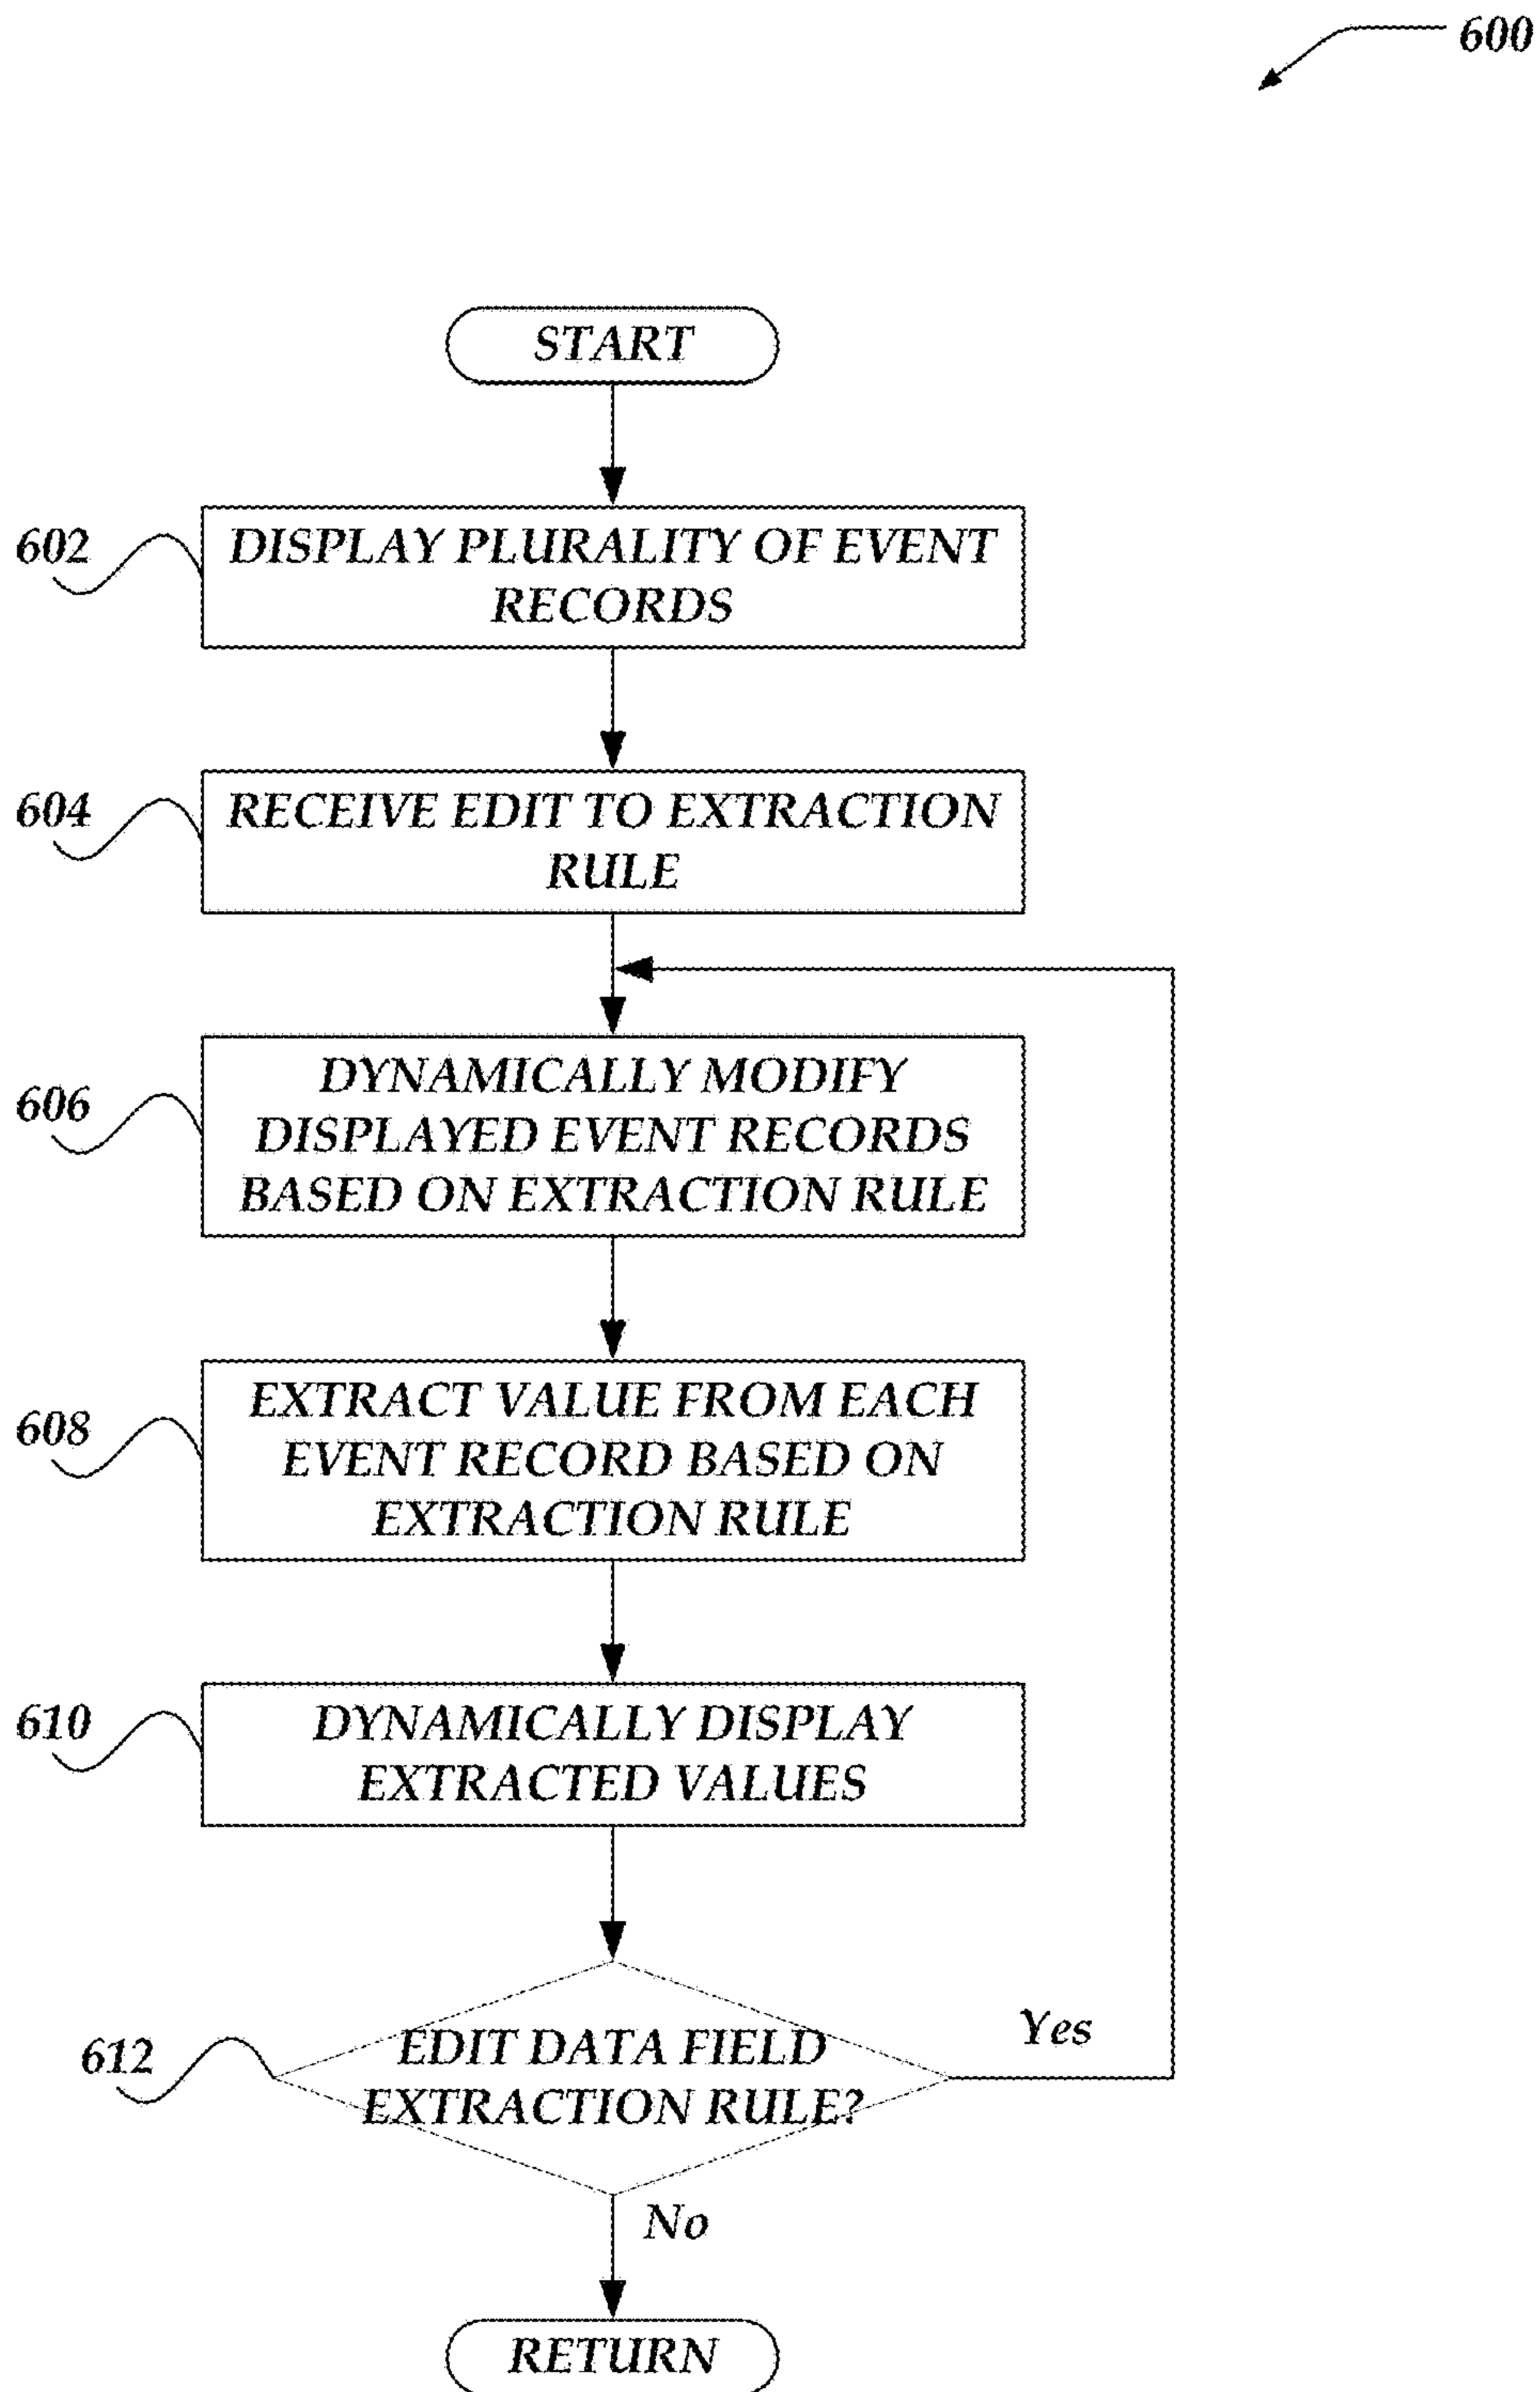 600
START
602
DISPLAY PLURALITY OF EVENT
RECORDS
604
RECEIVE EDIT TO EXTRACTION
RULE
606
DYNAMICALLY MODIFY
DISPLAYED EVENT RECORDS
BASED ON EXTRACTION RULE
608
EXTRACT VALUE FROM EACH
EVENT RECORD BASED ON
EXTRACTION RULE
610
DYNAMICALLY DISPLAY
EXTRACTED VALUES
612
EDIT DATA FIELD
EXTRACTION RULE?
Yes
No
RETURN